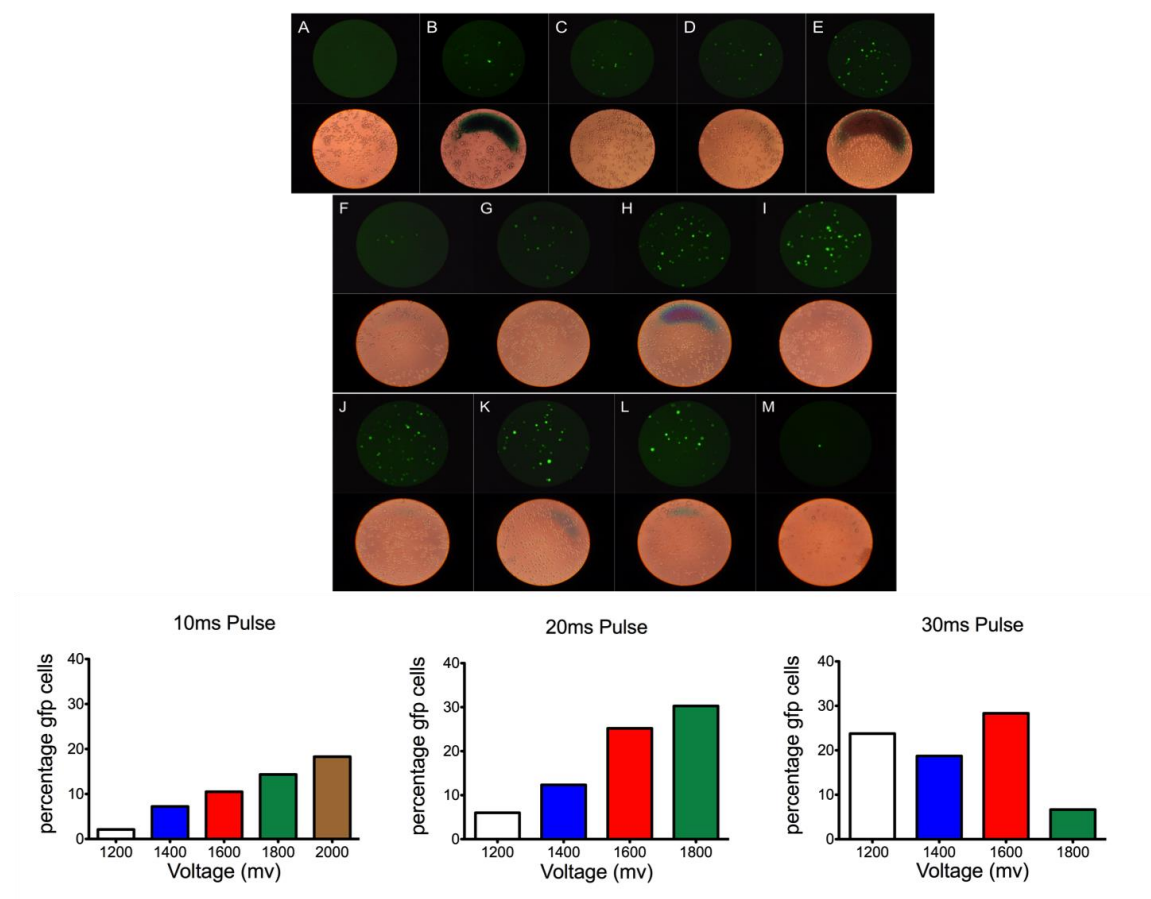 A B C D E
F G H I
J K L M
10ms Pulse
percentage gfp cells
40
30
20
10
0
1200 1400 1600 1800 2000
Voltage (mv)
20ms Pulse
percentage gfp cells
40
30
20
10
0
1200 1400 1600 1800
Voltage (mv)
30ms Pulse
percentage gfp cells
40
30
20
10
0
1200 1400 1600 1800
Voltage (mv)